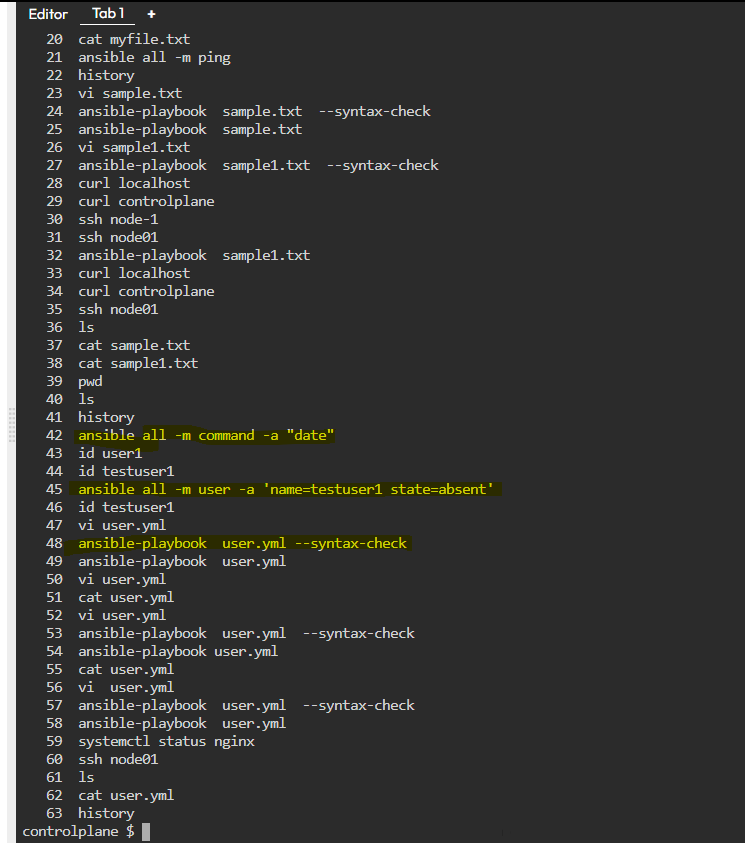 Editor Tab 1 +
20 cat myfile.txt
21 ansible all -m ping
22 history
23 vi sample.txt
24 ansible-playbook  sample.txt  --syntax-check
25 ansible-playbook  sample.txt
26 vi sample1.txt
27 ansible-playbook  sample1.txt  --syntax-check
28 curl localhost
29 curl controlplane
30 ssh node-1
31 ssh node01
32 ansible-playbook  sample1.txt
33 curl localhost
34 curl controlplane
35 ssh node01
36 ls
37 cat sample.txt
38 cat sample1.txt
39 pwd
40 ls
41 history
42 ansible all -m command -a "date"
43 id user1
44 id testuser1
45 ansible all -m user -a 'name=testuser1 state=absent'
46 id testuser1
47 vi user.yml
48 ansible-playbook  user.yml --syntax-check
49 ansible-playbook  user.yml
50 vi user.yml
51 cat user.yml
52 vi user.yml
53 ansible-playbook  user.yml  --syntax-check
54 ansible-playbook user.yml
55 cat user.yml
56 vi  user.yml
57 ansible-playbook  user.yml  --syntax-check
58 ansible-playbook  user.yml
59 systemctl status nginx
60 ssh node01
61 ls
62 cat user.yml
63 history
controlplane $